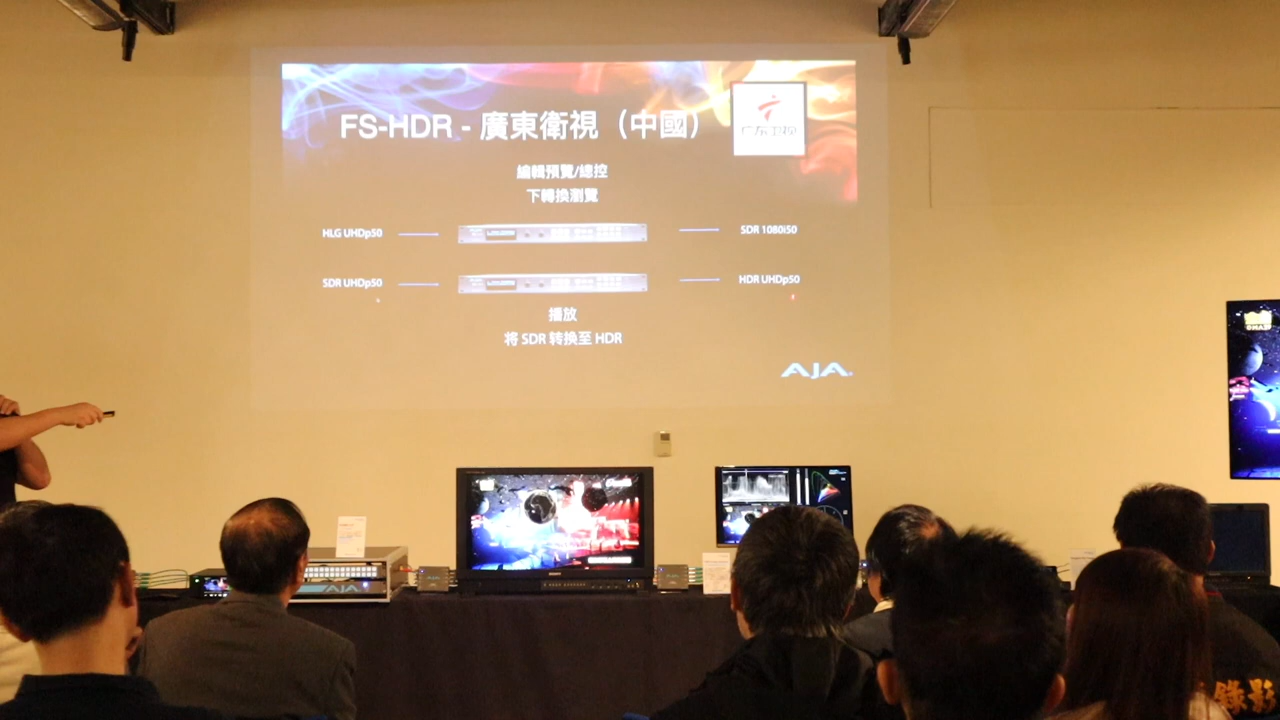 FS-HDR - 廣東衛視（中國）
广东卫视
編輯預覽/總控
下轉換瀏覽
HLG UHDp50
SDR 1080i50
SDR UHDp50
HDR UHDp50
播放
将 SDR 转换至 HDR
AJA
AJA
錄影